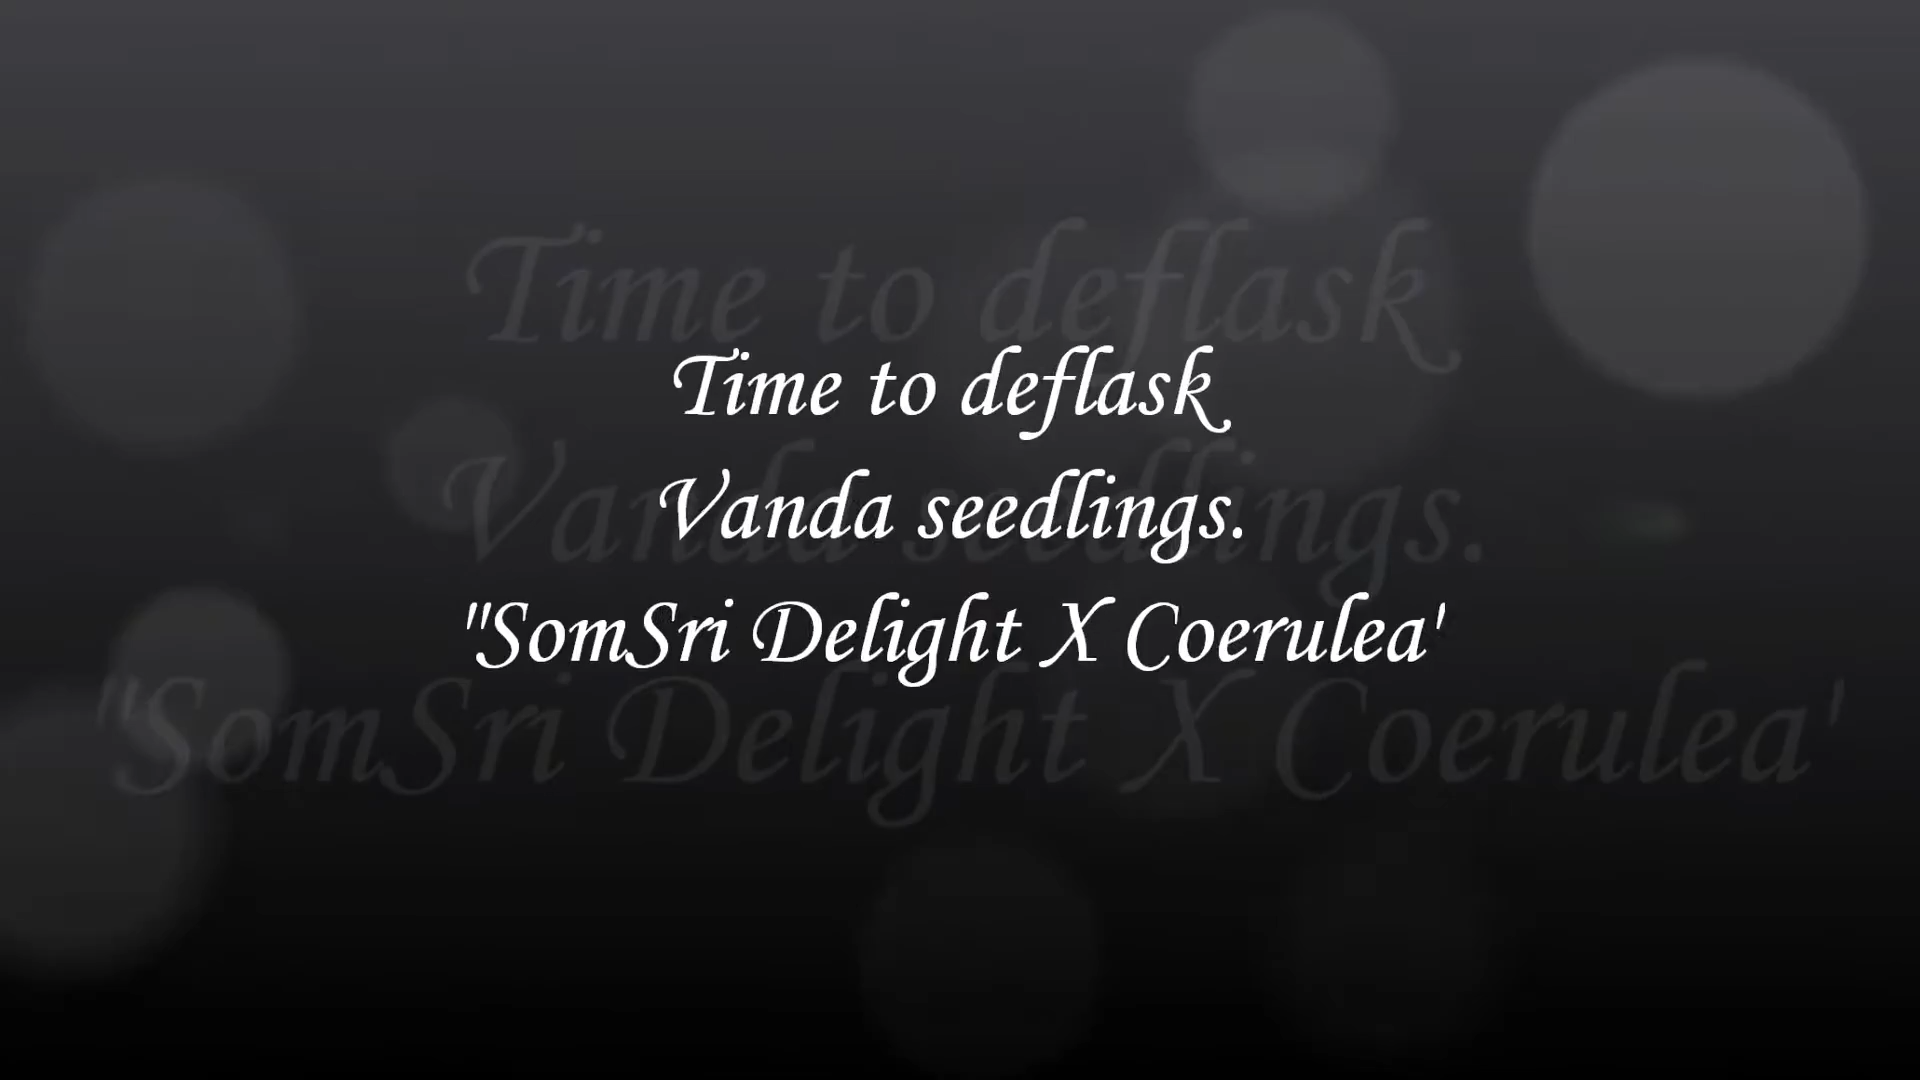 Time to deflask
Vanda seedlings.
"SomSri Delight X Coerulea'